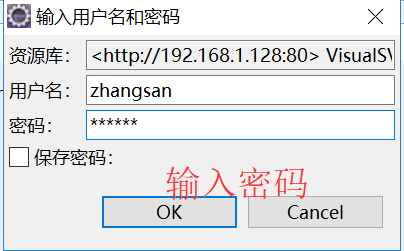 输入用户名和密码
资源库: <http://192.168.1.128:80> VisualSV
用户名: zhangsan
密码: ******
保存密码:
输入密码
OK Cancel